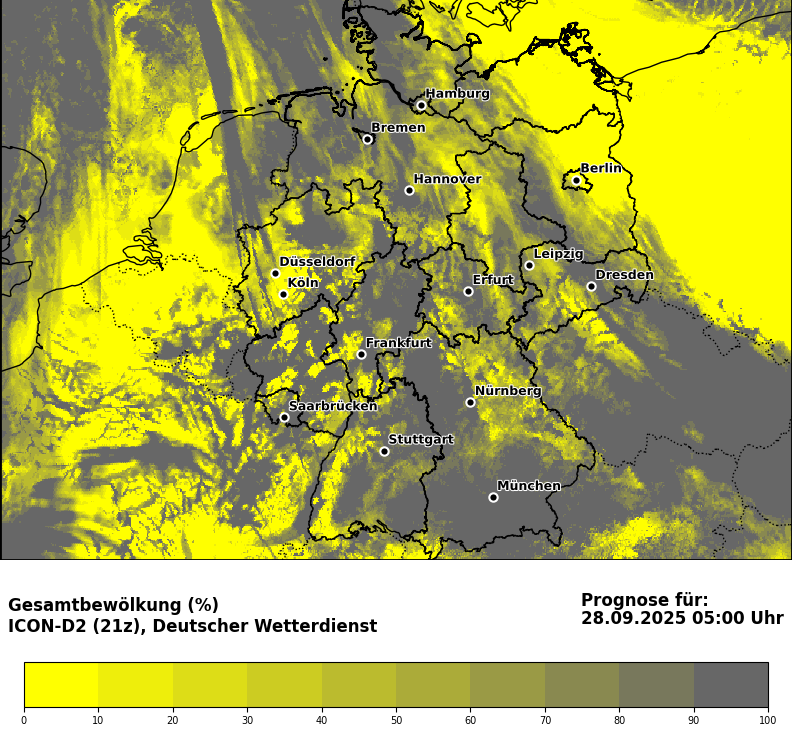 Hamburg
Bremen
Berlin
Hannover
Leipzig
Düsseldorf
Dresden
Erfurt
Köln
Frankfurt
Nürnberg
Saarbrücken
Stuttgart
München
Gesamtbewölkung (%)
ICON-D2 (21z), Deutscher Wetterdienst
Prognose für:
28.09.2025 05:00 Uhr
0 10 20 30 40 50 60 70 80 90 100